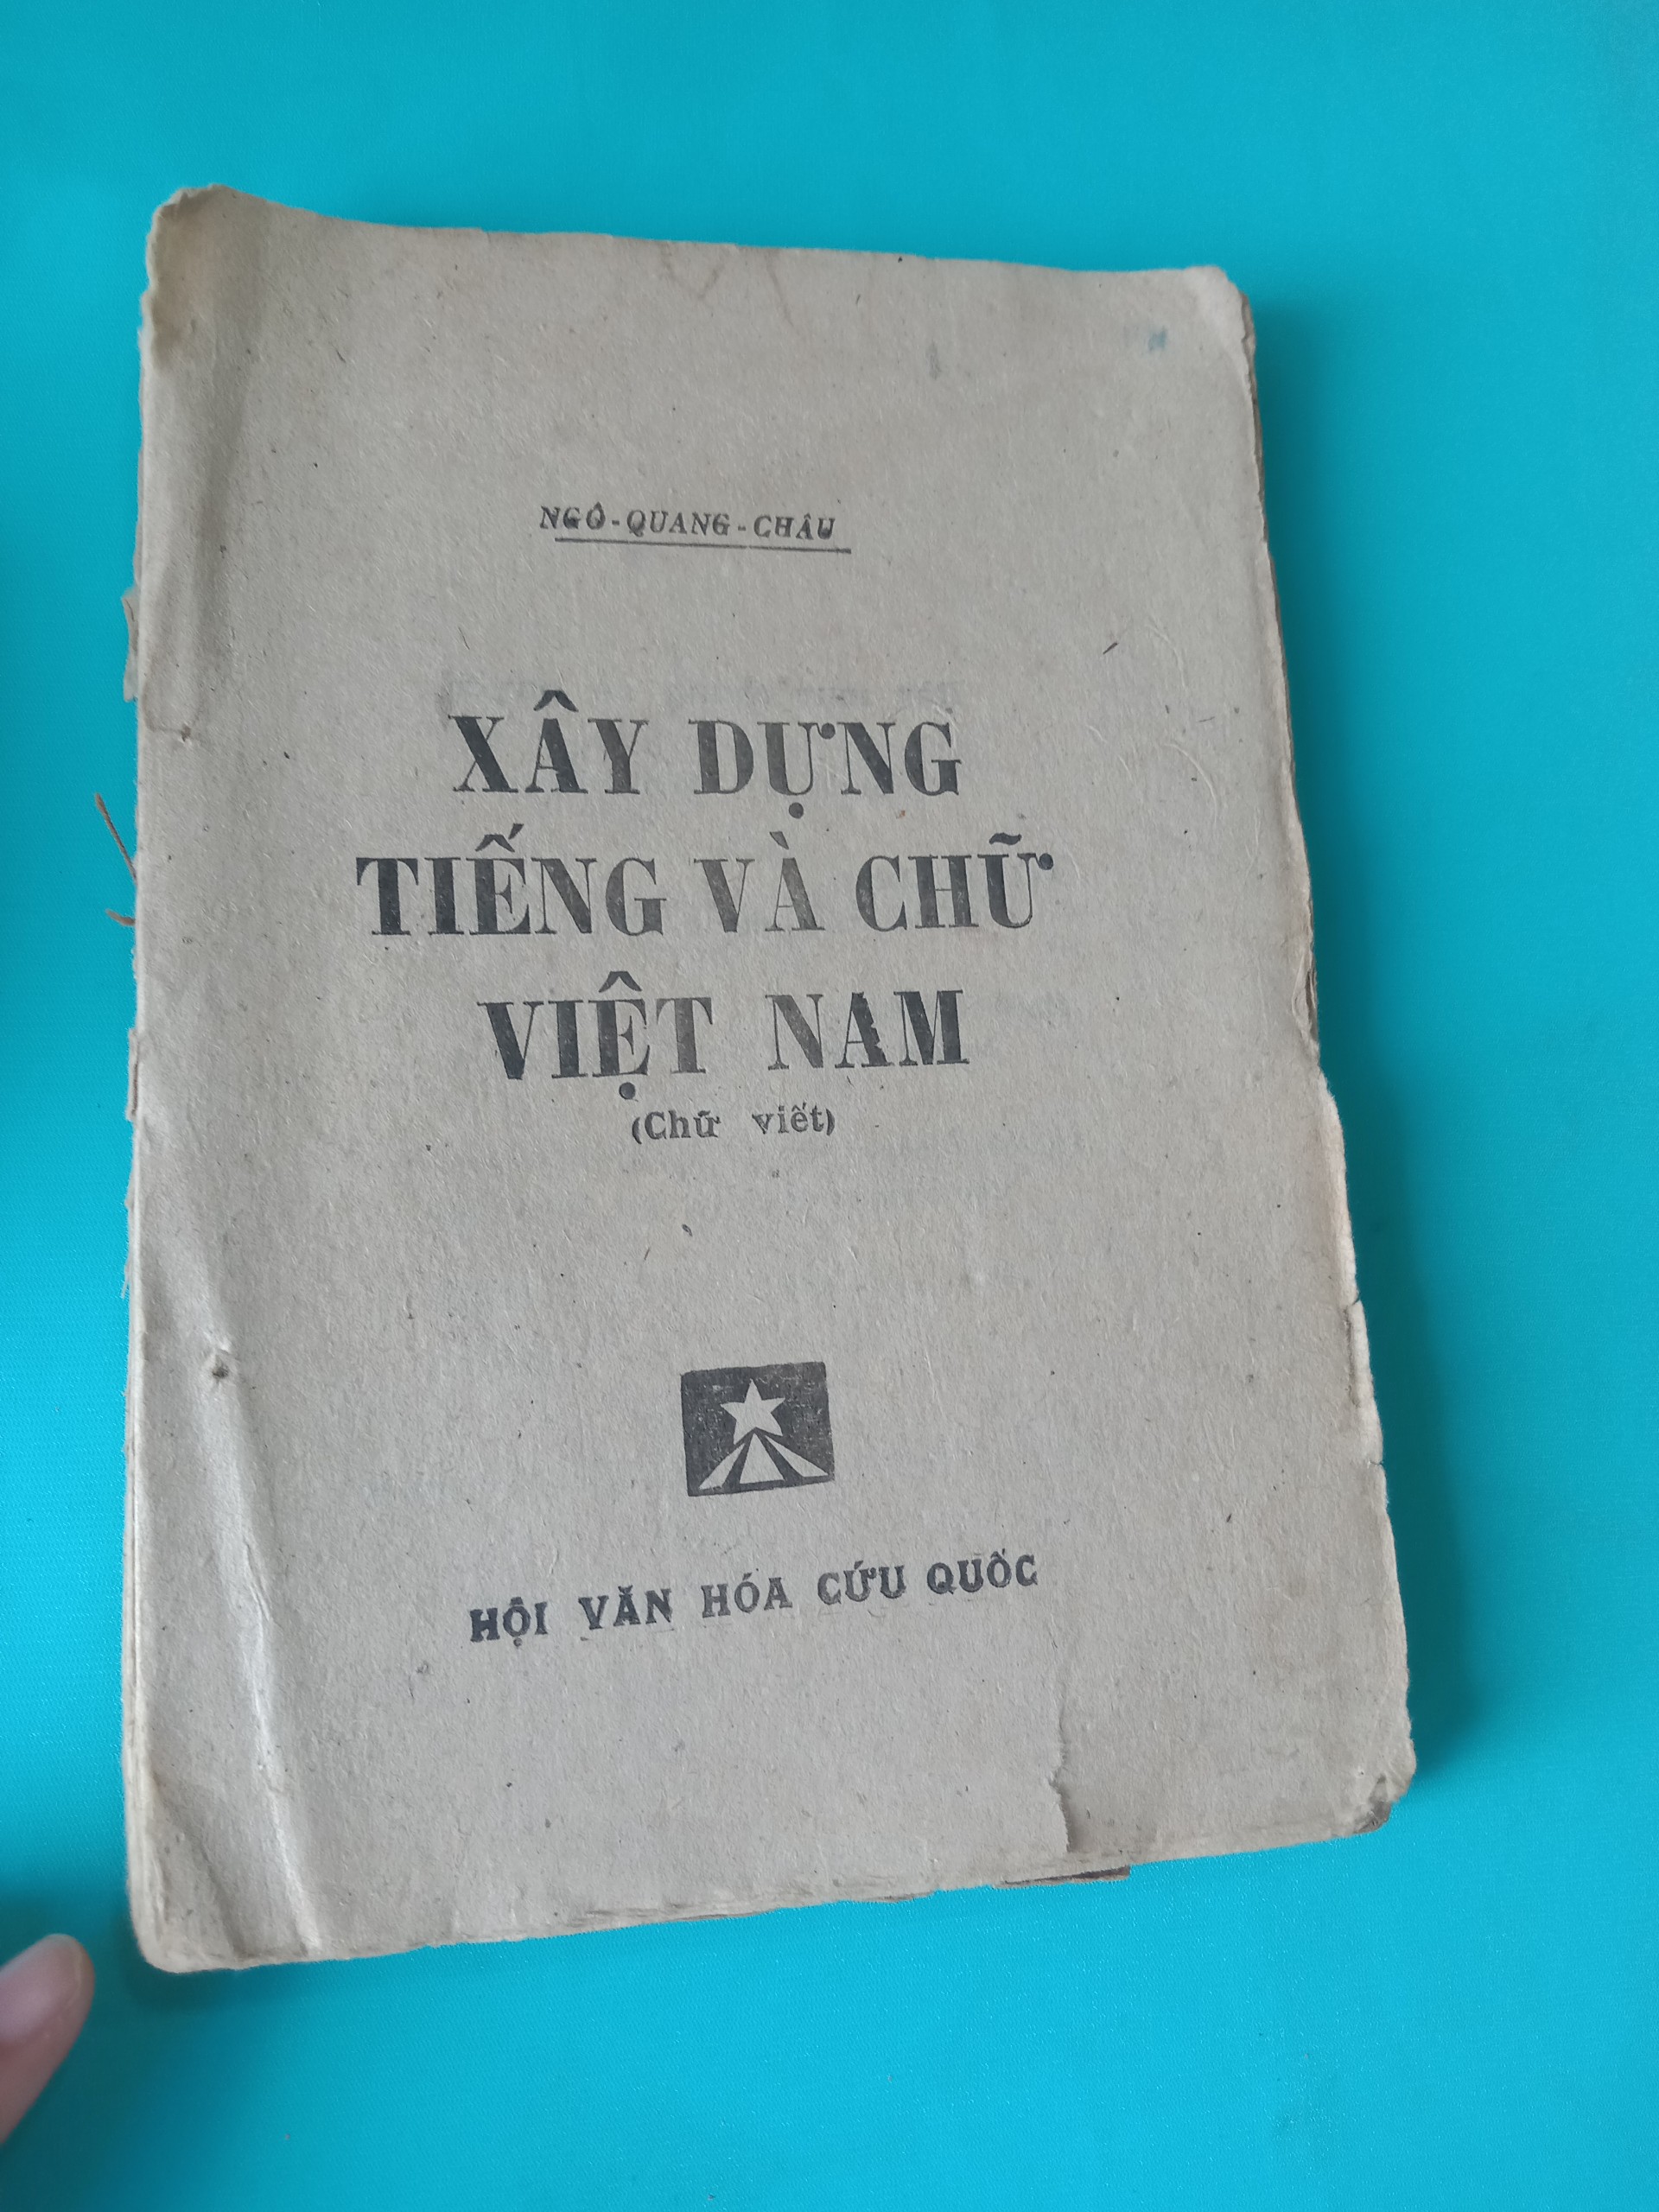 NGÔ-QUANG-CHÂU
XÂY DỰNG
TIẾNG VÀ CHỮ
VIỆT NAM
(Chữ viết)
HỘI VĂN HÓA CỨU QUỐC